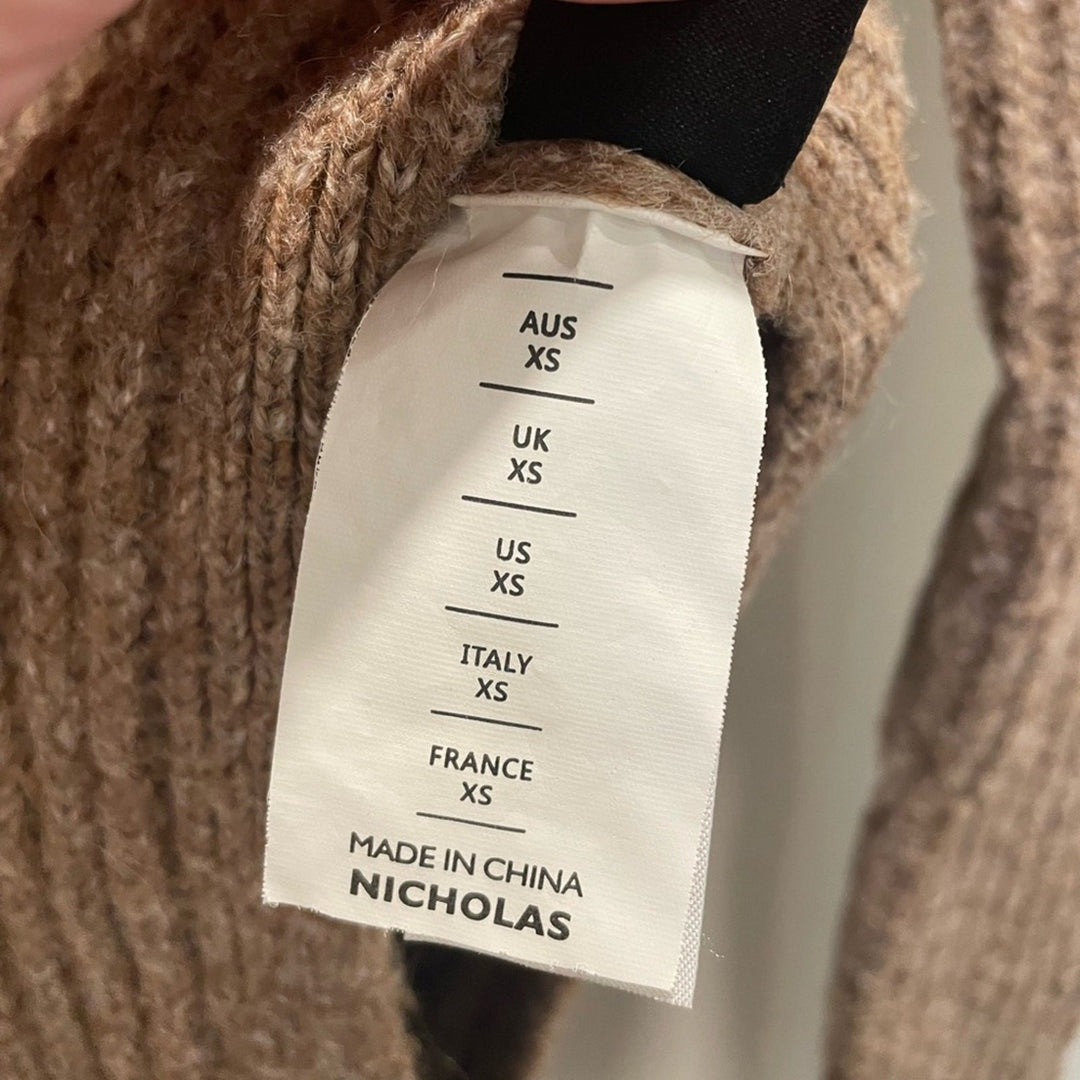 AUS
XS
UK
XS
US
XS
ITALY
XS
FRANCE
XS
MADE IN CHINA
NICHOLAS